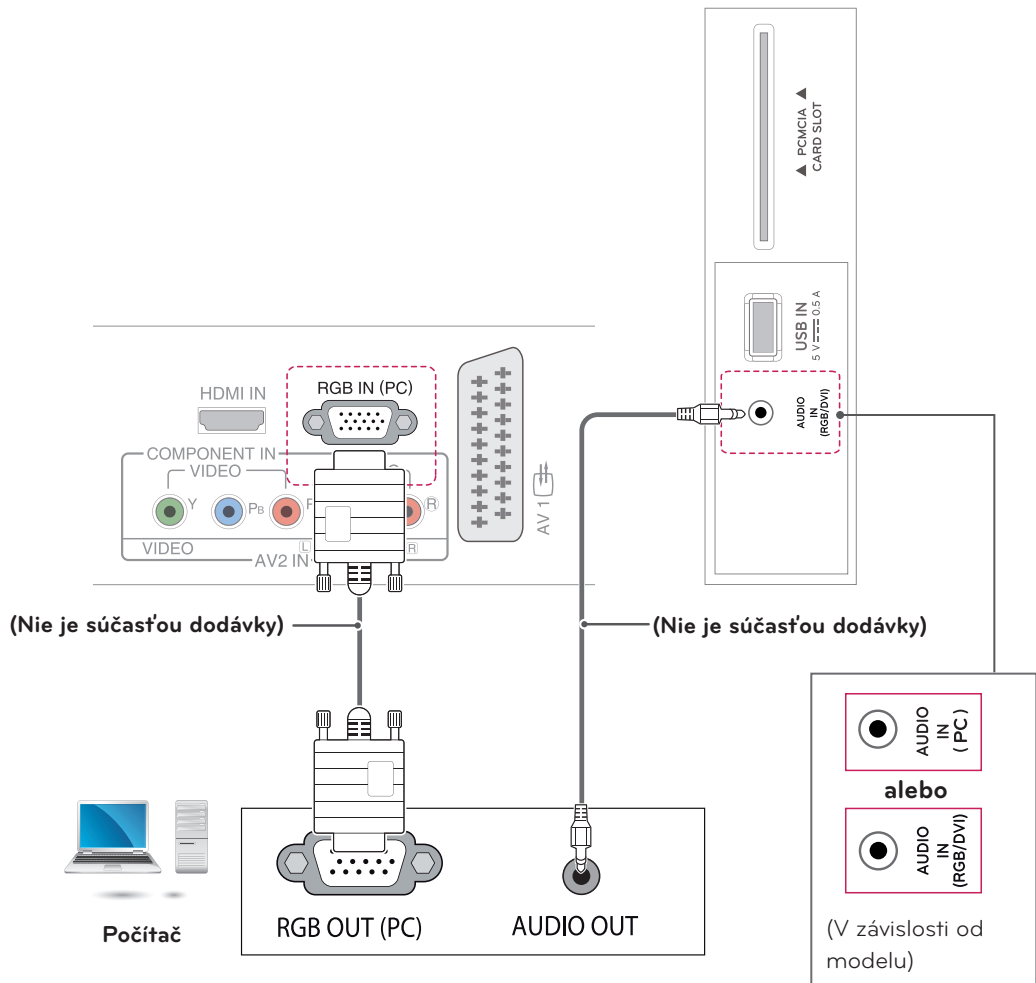 ▲ PCMCIA ▲
CARD SLOT
USB IN
5 V 0.5 A
AUDIO
IN
(RGB/DVI)
RGB IN (PC)
HDMI IN
COMPONENT IN
VIDEO
Y
PB
R
VIDEO
L
R
AV2 IN
AV 1
(Nie je súčasťou dodávky)
(Nie je súčasťou dodávky)
AUDIO
IN
(PC)
alebo
AUDIO
IN
(RGB/DVI)
(V závislosti od
modelu)
Počítač
RGB OUT (PC)
AUDIO OUT